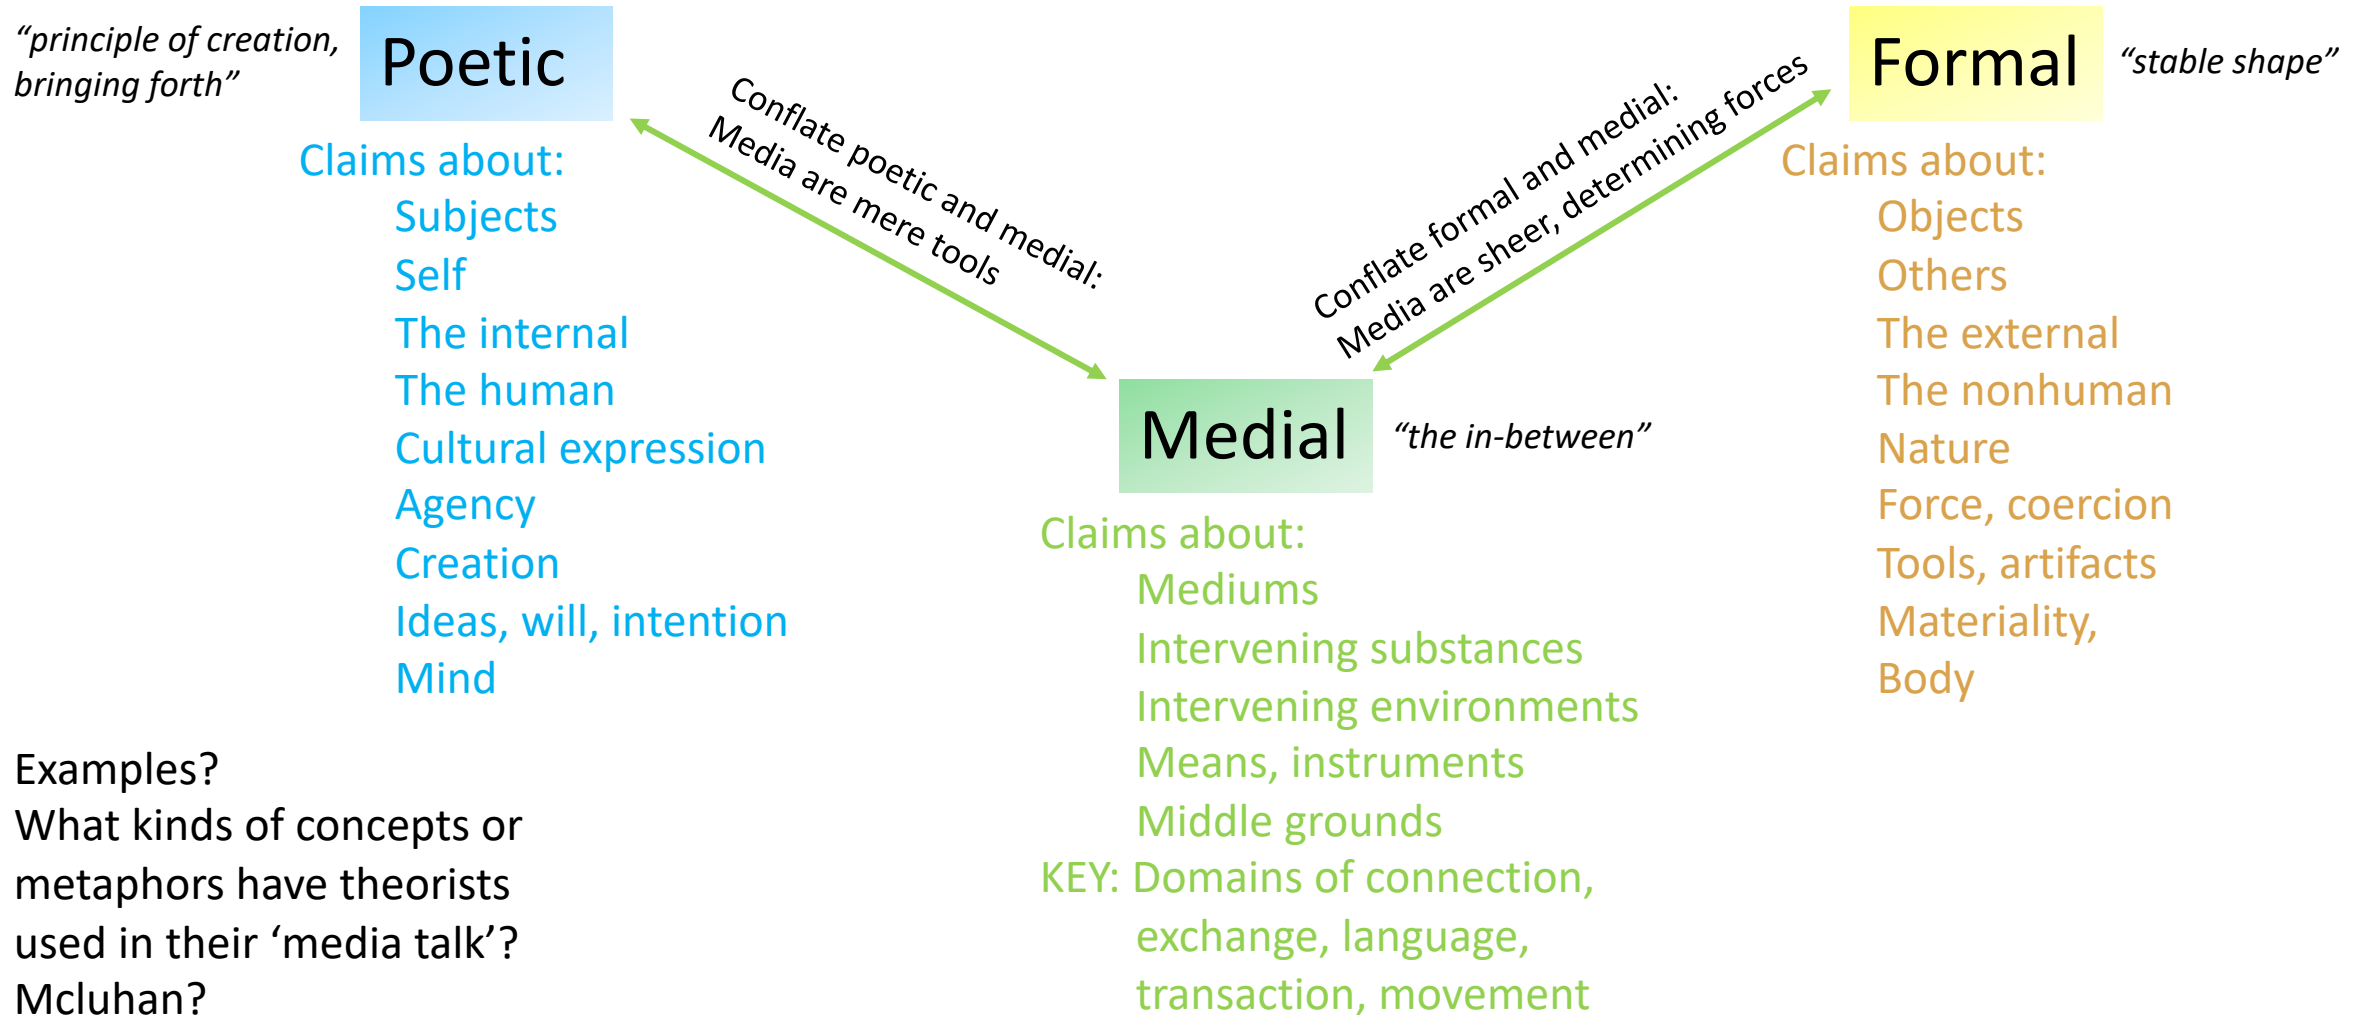 “principle of creation,
bringing forth”
Poetic
Claims about:
Subjects
Self
The internal
The human
Cultural expression
Agency
Creation
Ideas, will, intention
Mind
Conflate poetic and medial:
Media are mere tools
Medial
“the in-between”
Claims about:
Mediums
Intervening substances
Intervening environments
Means, instruments
Middle grounds
KEY: Domains of connection,
exchange, language,
transaction, movement
Conflate formal and medial:
Media are sheer, determining forces
Formal
“stable shape”
Claims about:
Objects
Others
The external
The nonhuman
Nature
Force, coercion
Tools, artifacts
Materiality,
Body
Examples?
What kinds of concepts or
metaphors have theorists
used in their ‘media talk’?
Mcluhan?